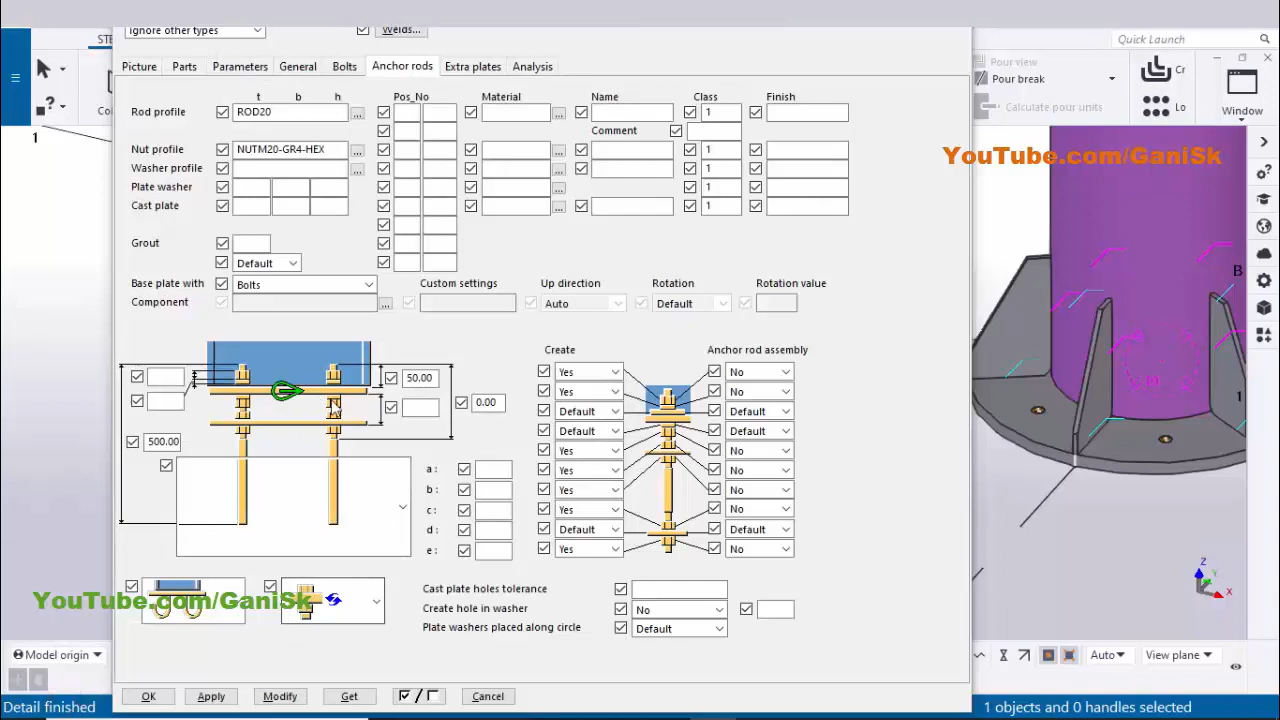 Ignore other types
Welds...
Quick Launch
STE
Picture Parts Parameters General Bolts Anchor rods Extra plates Analysis
Pour view
Pour break
Calculate pour units
Cr
Lo
Window
Co
1
t b h Pos_No Material Name Class Finish
Rod profile ROD20 ... ... 1
Comment
Nut profile NUTM20-GR4-HEX ... ... 1
Washer profile ... ... 1
Plate washer ... 1
Cast plate ... 1
Grout
Default
Base plate with Bolts Custom settings Up direction Rotation Rotation value
Component ... Auto Default
Create Anchor rod assembly
50.00
0.00
500.00
Yes No
Yes No
Default Default
Default Default
Yes No
Yes No
Yes No
Yes No
Default Default
Yes No
a :
b :
c :
d :
e :
Cast plate holes tolerance
Create hole in washer No
Plate washers placed along circle Default
OK Apply Modify Get / Cancel
YouTube.com/GaniSk
YouTube.com/GaniSk
B
1
Z
Y
X
Model origin
Auto
View plane
Detail finished
1 objects and 0 handles selected